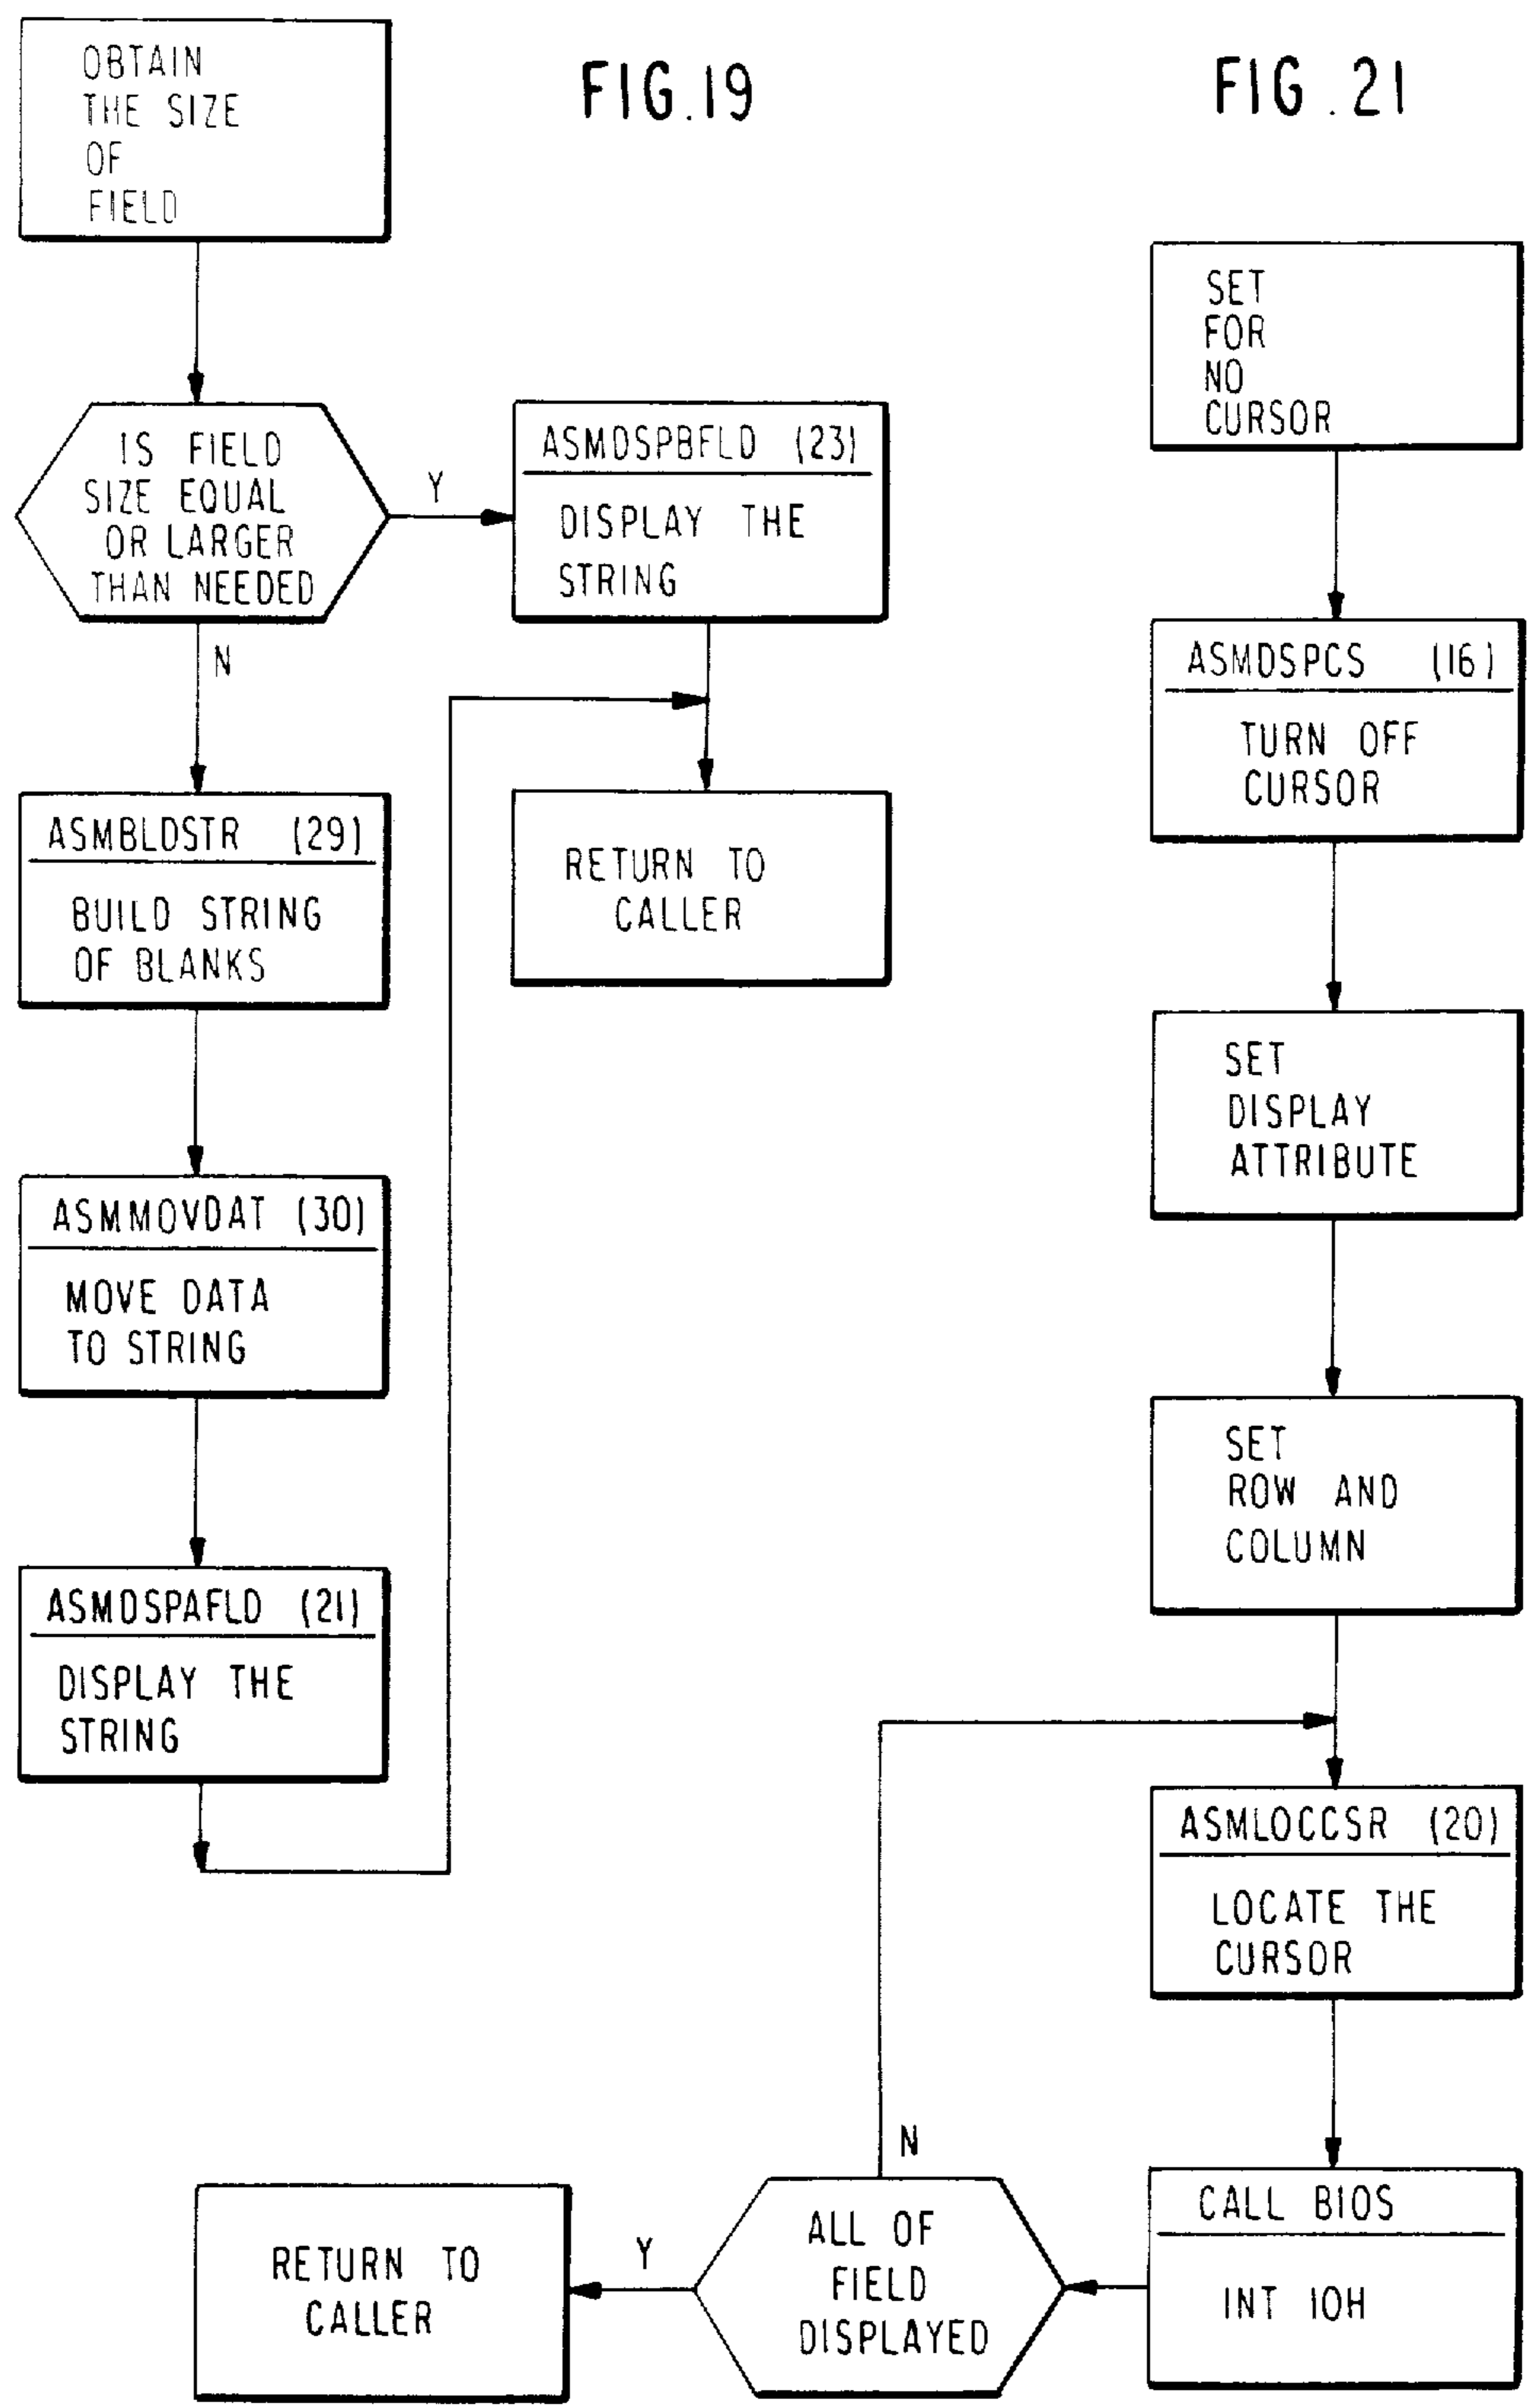 FIG.19
OBTAIN
THE SIZE
OF
FIELD
IS FIELD
SIZE EQUAL
OR LARGER
THAN NEEDED
Y
N
ASMDSPBFLD (23)
DISPLAY THE
STRING
RETURN TO
CALLER
ASMBLDSTR (29)
BUILD STRING
OF BLANKS
ASMMOVDAT (30)
MOVE DATA
TO STRING
ASMDSPAFLD (21)
DISPLAY THE
STRING
FIG.21
SET
FOR
NO
CURSOR
ASMDSPCS (16)
TURN OFF
CURSOR
SET
DISPLAY
ATTRIBUTE
SET
ROW AND
COLUMN
ASMLOCCSR (20)
LOCATE THE
CURSOR
CALL BIOS
INT 10H
ALL OF
FIELD
DISPLAYED
N
Y
RETURN TO
CALLER